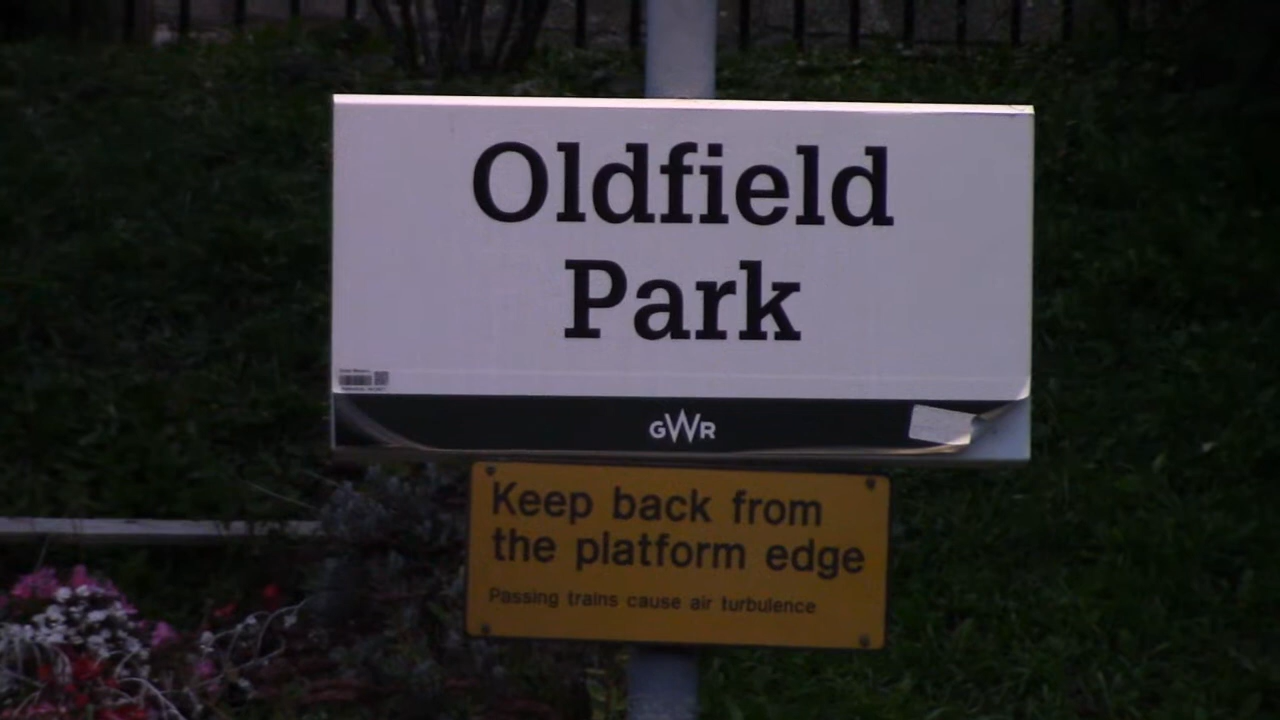 Oldfield
Park
GWR
Keep back from
the platform edge
Passing trains cause air turbulence